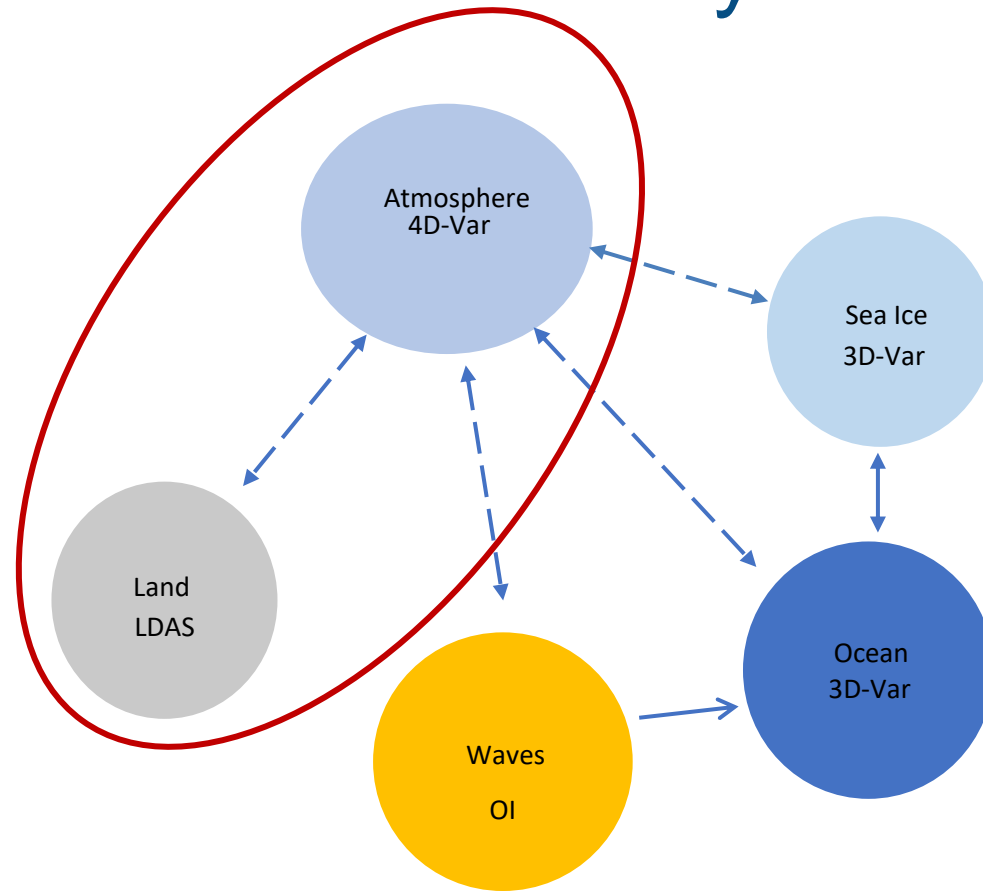 y
Atmosphere
4D-Var
Sea Ice
3D-Var
Land
LDAS
Ocean
3D-Var
Waves
OI